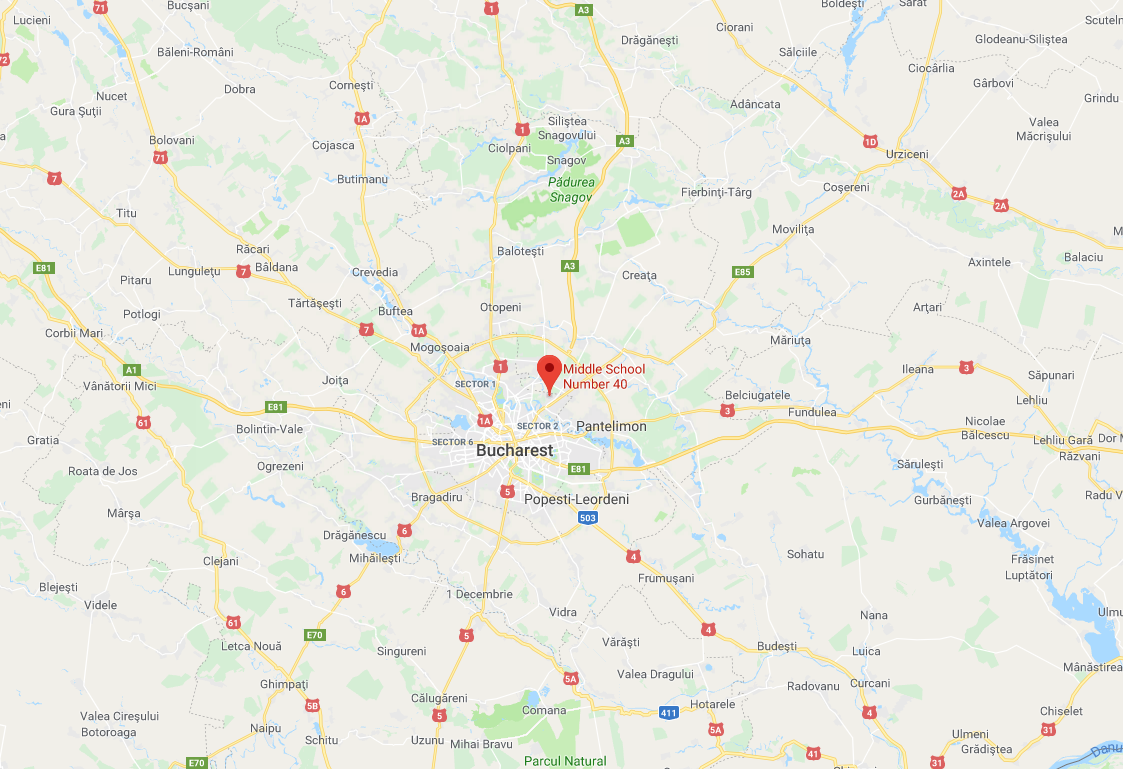 Lucieni
71
Bucșani
1
A3
Boldești
Sărat
Scuteln
Ciorani
Drăgănești
Glodeanu-Siliștea
Băleni-Români
Sălciile
72
Ciocârlia
Gârbovi
Dobra
Cornești
Nucet
Grindu
Adâncata
Gura Șuții
1A
Siliștea
Snagovului
Valea
Măcrișului
1
Bolovani
A3
1D
Cojasca
Ciolpani
71
Snagov
Urziceni
7
Butimanu
Pădurea
Snagov
Fierbinți-Târg
Coșereni
2A
2A
Titu
Movilița
Răcari
Balotești
Balaciu
Axintele
E81
Lungulețu
7
Băldana
Crevedia
A3
Creața
E85
Pitaru
Tărtășești
Otopeni
Arțari
Potlogi
Buftea
Corbii Mari
7
1A
Măriuța
Mogoșoaia
1
Middle School
Number 40
A1
Ileana
3
Vânătorii Mici
Joița
SECTOR 1
Săpunari
Belciugatele
Lehliu
E81
3
Fundulea
61
1A
Nicolae
Bălcescu
Bolintin-Vale
SECTOR 2
Pantelimon
Gratia
SECTOR 6
Lehliu Gară
Dor M
Bucharest
Răzvani
Ogrezeni
Sărulești
Roata de Jos
E81
5
Bragadiru
Popesti-Leordeni
Gurbănești
Radu V
Mârșa
503
Valea Argovei
Drăgănescu
6
Mihăilești
4
Sohatu
Clejani
Frăsinet
Luptători
Frumușani
Blejești
6
1 Decembrie
Videle
Vidra
Nana
Ulmu
61
E70
5
4
Letca Nouă
Singureni
Vărăști
Budești
Luica
Mânăstirea
Valea Dragului
5A
Ghimpați
Radovanu
Curcani
Călugăreni
5B
Comana
411
Hotarele
4
Chiselet
Valea Cireșului
5
Botoroaga
Naipu
5A
31
Schitu
Uzunu
Mihai Bravu
Ulmeni
Grădiștea
41
Danu
E70
Parcul Natural
31